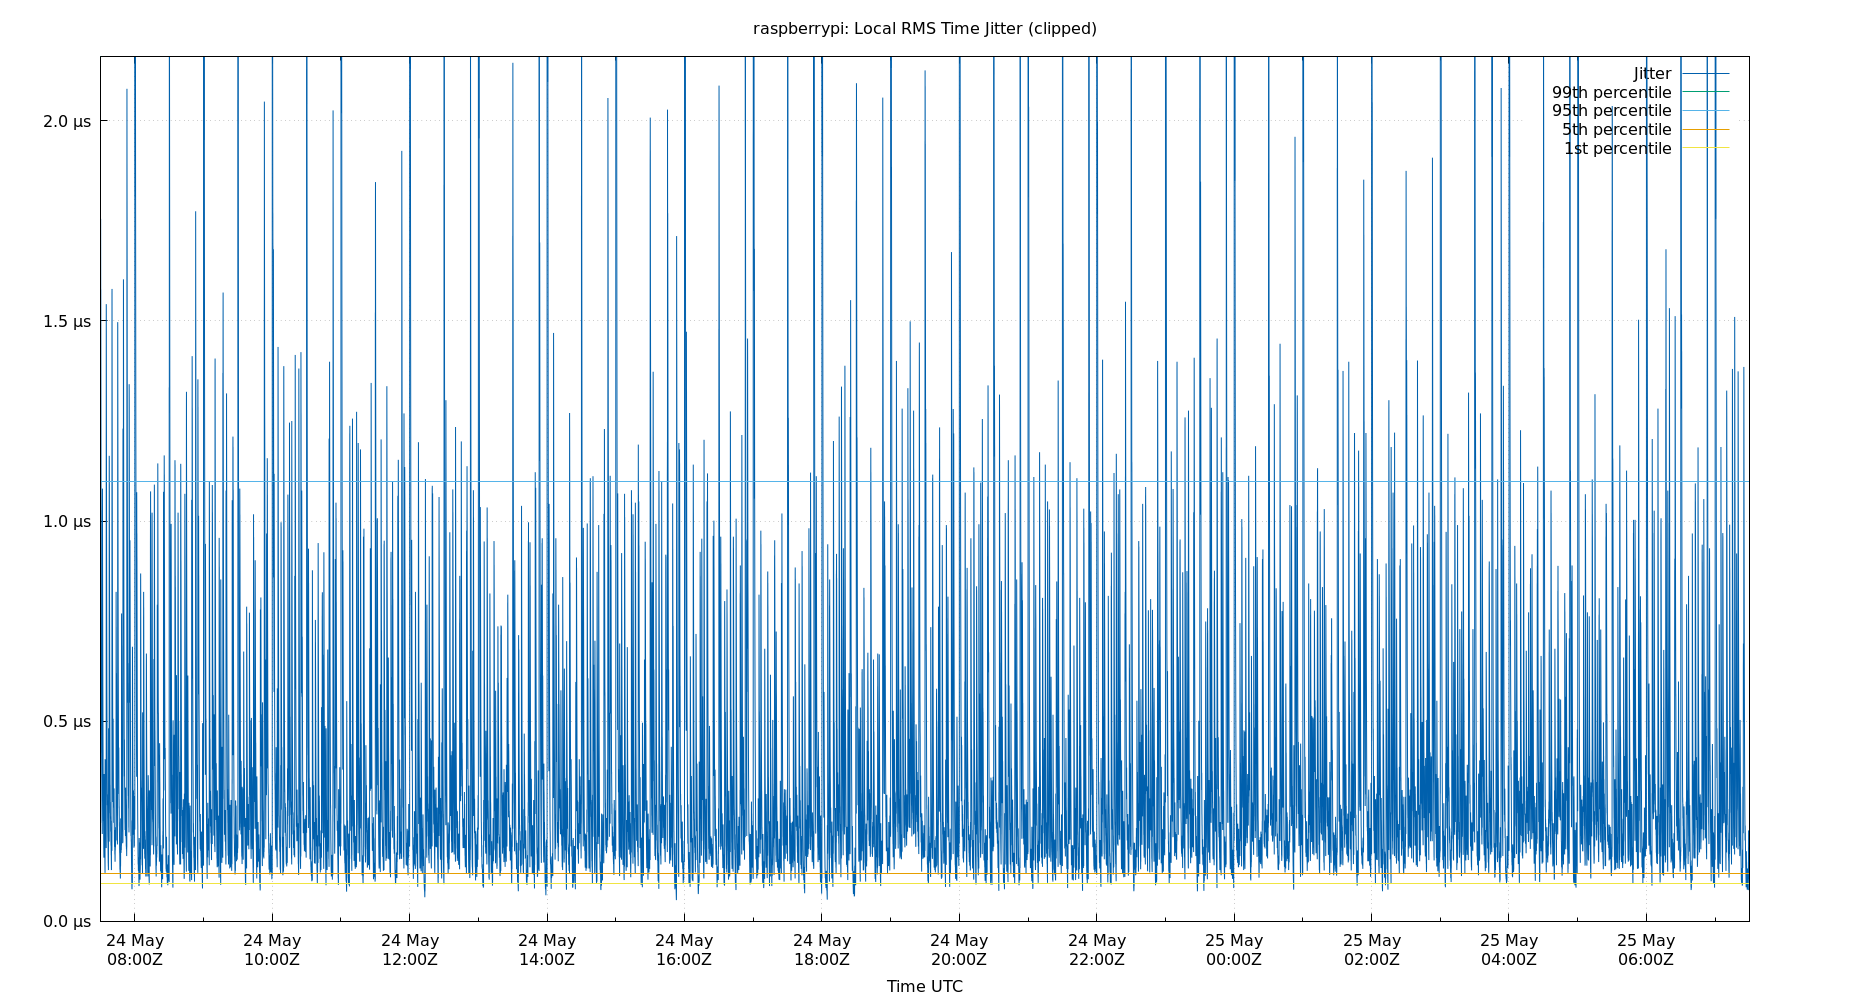 raspberrypi: Local RMS Time Jitter (clipped)
Jitter
99th percentile
95th percentile
5th percentile
1st percentile
2.0 μs
1.5 μs
1.0 μs
0.5 μs
0.0 μs
24 May 24 May 24 May 24 May 24 May 24 May 24 May 24 May 25 May 25 May 25 May 25 May
08:00Z 10:00Z 12:00Z 14:00Z 16:00Z 18:00Z 20:00Z 22:00Z 00:00Z 02:00Z 04:00Z 06:00Z
Time UTC